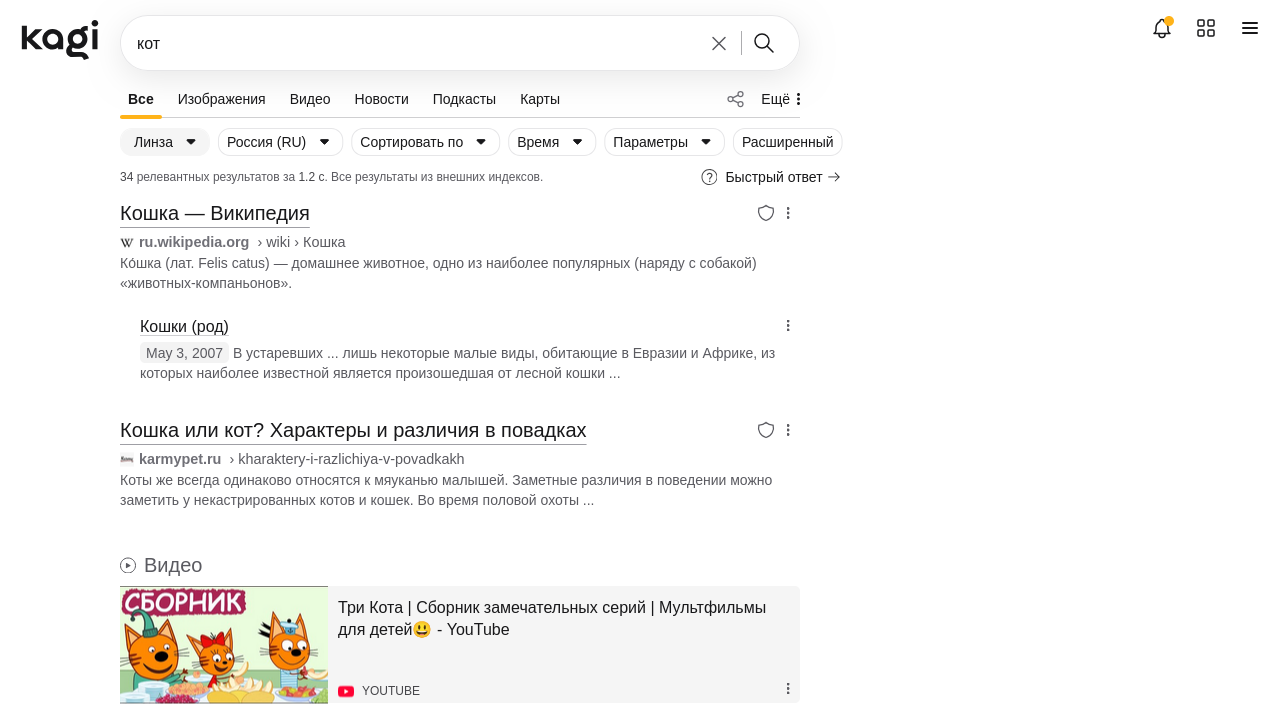 kagi
кот
Все Изображения Видео Новости Подкасты Карты Ещё
Линза Россия (RU) Сортировать по Время Параметры Расширенный
34 релевантных результатов за 1.2 с. Все результаты из внешних индексов.
Быстрый ответ
Кошка — Википедия
ru.wikipedia.org › wiki › Кошка
Ко́шка (лат. Felis catus) — домашнее животное, одно из наиболее популярных (наряду с собакой)
«животных-компаньонов».
Кошки (род)
May 3, 2007 В устаревших ... лишь некоторые малые виды, обитающие в Евразии и Африке, из
которых наиболее известной является произошедшая от лесной кошки ...
Кошка или кот? Характеры и различия в повадках
karmypet.ru › kharaktery-i-razlichiya-v-povadkakh
Коты же всегда одинаково относятся к мяуканью малышей. Заметные различия в поведении можно
заметить у некастрированных котов и кошек. Во время половой охоты ...
Видео
СБОРНИК
Три Кота | Сборник замечательных серий | Мультфильмы
для детей😃 - YouTube
YOUTUBE